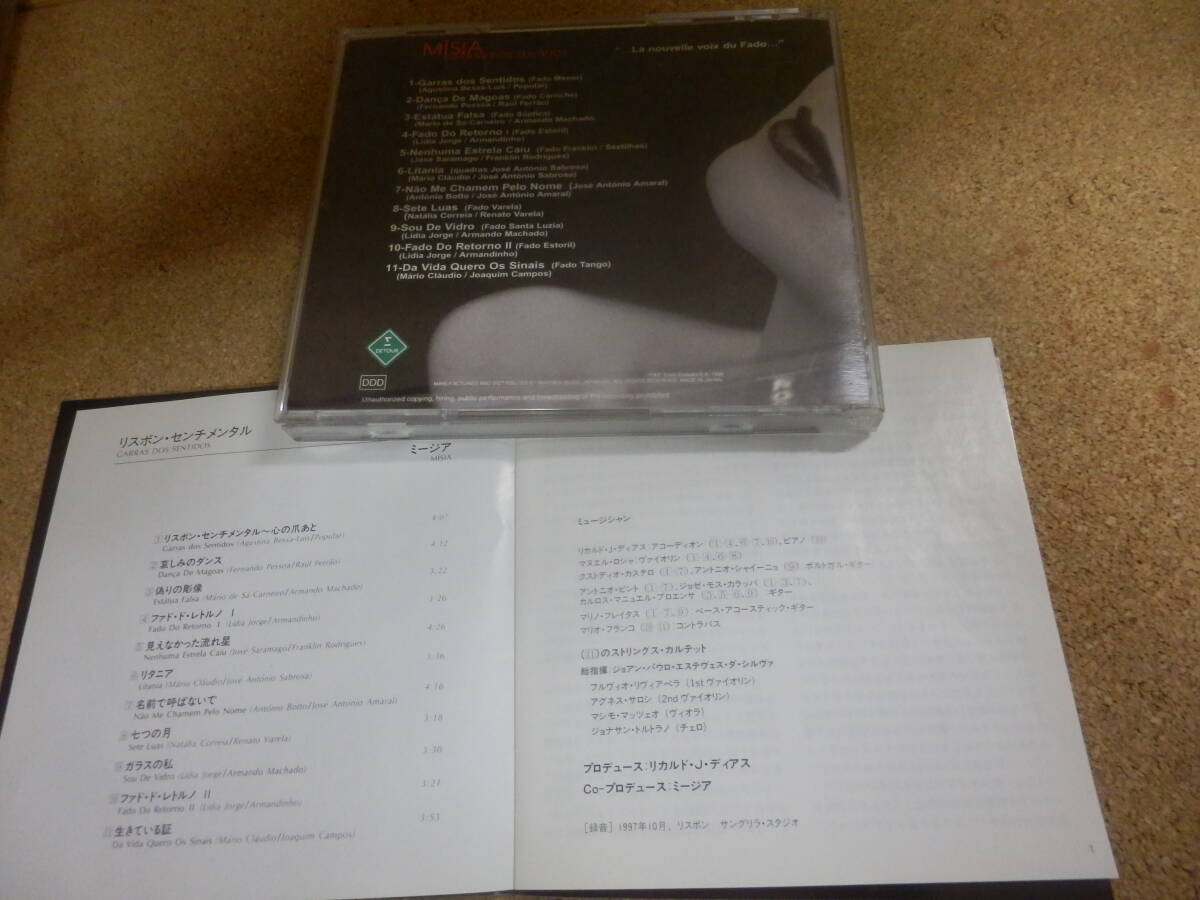 MÍSIA
"...La nouvelle voix du Fado..."
1-Garras dos Sentidos (Fado Menor)
(Agustina Bessa-Luís / Popular)
2-Dança De Mágoas (Fado Carriche)
(Fernando Pessoa / Raúl Ferrão)
3-Estátua Falsa (Fado Súplica)
(Mário de Sá-Carneiro / Armando Machado
4-Fado Do Retorno I (Fado Estoril)
(Lídia Jorge / Armandinho)
5-Nenhuma Estrela Caiu (Fado Franklin / Sextilhas)
(José Saramago / Franklin Rodrigues)
6-Litania (quadras José António Sabrosa)
(Mário Cláudio / José António Sabrosa)
7-Não Me Chamem Pelo Nome (José António Amaral)
(António Botto / José António Amaral)
8-Sete Luas (Fado Varela)
(Natália Correia / Renato Varela)
9-Sou De Vidro (Fado Santa Luzia)
(Lídia Jorge / Armando Machado)
10-Fado Do Retorno II (Fado Estoril)
(Lídia Jorge / Armandinho)
11-Da Vida Quero Os Sinais (Fado Tango)
(Mário Cláudio / Joaquim Campos)
DETOUR
DDD
Unauthorized copying, hiring, public performance and broadcasting of this recording prohibited
リスボン・センチメンタル
GARRAS DOS SENTIDOS
ミージア
MÍSIA
1 リスボン・センチメンタル〜心の爪あと 4:07
Garras dos Sentidos (Agustina Bessa-Luís/Popular)
2 哀しみのダンス 4:12
Dança De Mágoas (Fernando Pessoa/Raúl Ferrão)
3 偽りの彫像 3:22
Estátua Falsa (Mário de Sá-Carneiro/Armando Machado)
4 ファド・ド・レトルノ I 3:26
Fado Do Retorno I (Lídia Jorge/Armandinho)
5 見えなかった流れ星 4:26
Nenhuma Estrela Caiu (José Saramago/Franklin Rodrigues)
6 リタニア 3:36
Litania (Mário Cláudio/José António Sabrosa)
7 名前で呼ばないで 4:16
Não Me Chamem Pelo Nome (António Botto/José António Amaral)
8 七つの月 3:18
Sete Luas (Natália Correia/Renato Varela)
9 ガラスの私 3:30
Sou De Vidro (Lídia Jorge/Armando Machado)
10 ファド・ド・レトルノ II 3:21
Fado Do Retorno II (Lídia Jorge/Armandinho)
11 生きている証 3:53
Da Vida Quero Os Sinais (Mário Cláudio/Joaquim Campos)
ミュージシャン
リカルド・J・ディアス:アコーディオン ピアノ
マヌエル・ロシャ:ヴァイオリン
クストディオ・カステロ アントニオ・シャイーニョ ポルトガル・ギター
アントニオ・ピント ジョゼ・モス・カラッパ
カルロス・マニュエル・プロエンサ ギター
マリノ・フレイタス ベース・アコースティック・ギター
マリオ・フランコ コントラバス
(11)のストリングス・カルテット
総指揮:ジョアン・パウロ・エステヴェス・ダ・シルヴァ
フルヴィオ・リヴィアベラ (1stヴァイオリン)
アグネス・サロシ (2ndヴァイオリン)
マシモ・マッツェオ (ヴィオラ)
ジョナサン・トルトラノ (チェロ)
プロデュース:リカルド・J・ディアス
Co-プロデュース:ミージア
[録音] 1997年10月、リスボン サングリラ・スタジオ